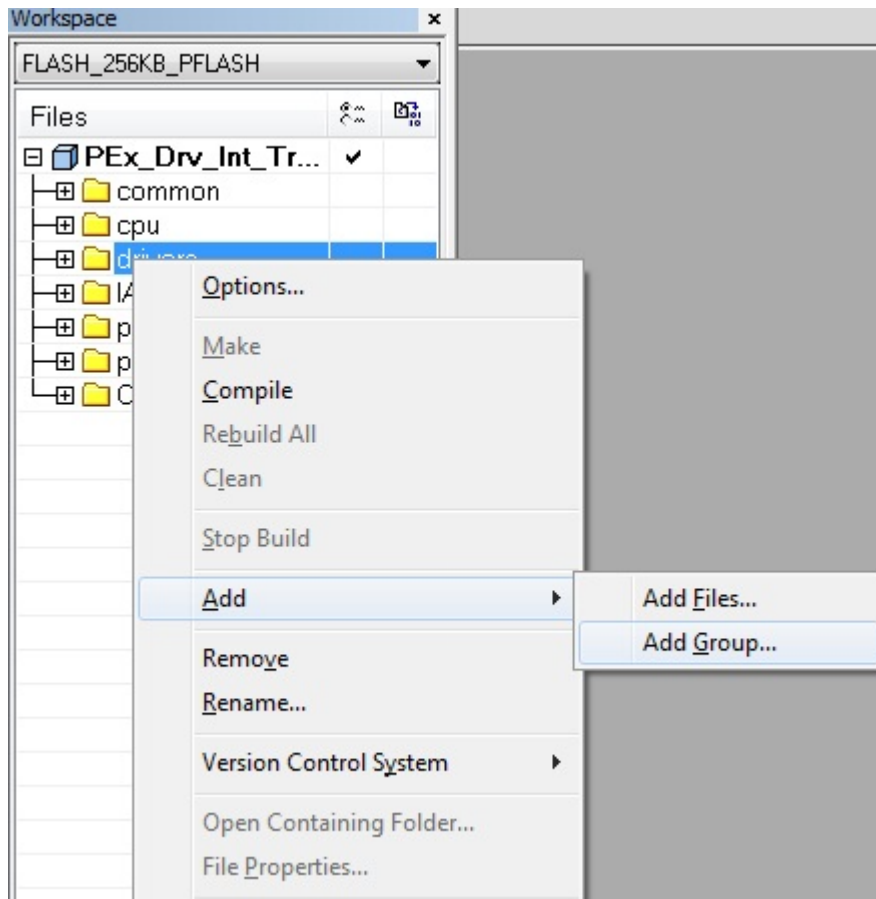 Workspace
FLASH_256KB_PFLASH
Files
PEx_Drv_Int_Tr...
common
cpu
drivers
Options...
Make
Compile
Rebuild All
Clean
Stop Build
Add
Add Files...
Add Group...
Remove
Rename...
Version Control System
Open Containing Folder...
File Properties...